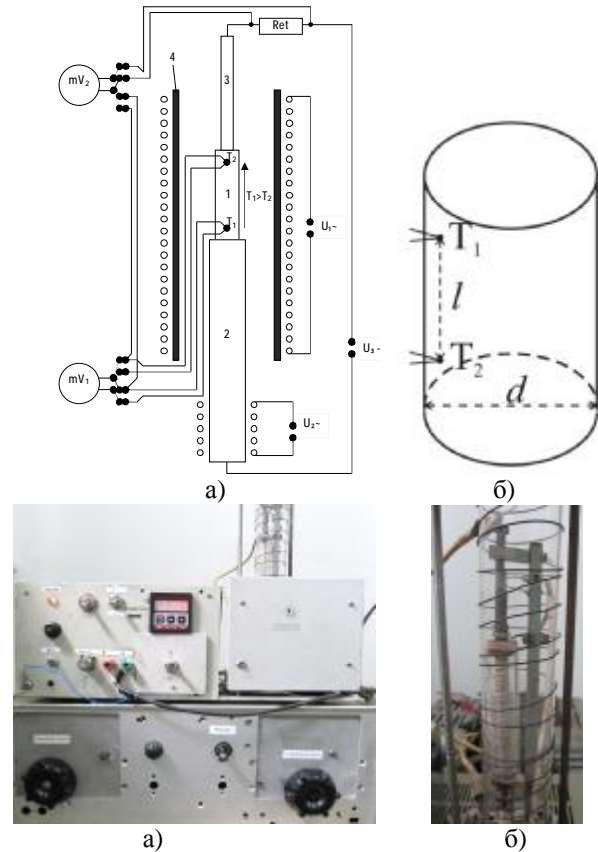 Ret
mV₂
4
3
T₂
1
T₁>T₂
T₁
U₁~
2
U₃-
mV₁
U₂~
T₁
l
T₂
d
а)
б)
а)
б)